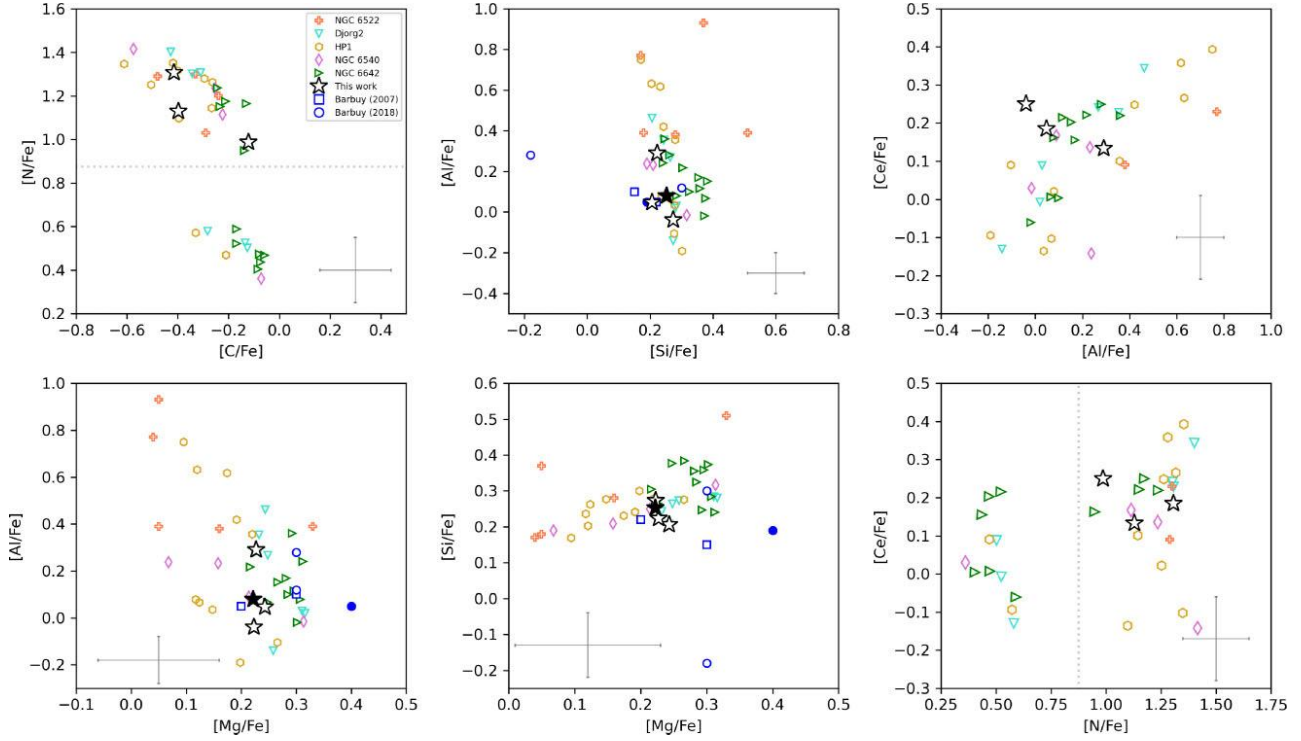 1.6
1.4
1.2
1.0
0.8
0.6
0.4
0.2
[N/Fe]
−0.8 −0.6 −0.4 −0.2 0.0 0.2 0.4
[C/Fe]
NGC 6522
Djorg2
HP1
NGC 6540
NGC 6642
This work
Barbuy (2007)
Barbuy (2018)
1.0
0.8
0.6
0.4
0.2
0.0
−0.2
−0.4
[Al/Fe]
0.0 0.2 0.4 0.6 0.8
[Si/Fe]
0.5
0.4
0.3
0.2
0.1
0.0
−0.1
−0.2
−0.3
[Ce/Fe]
−0.4 −0.2 0.0 0.2 0.4 0.6 0.8 1.0
[Al/Fe]
1.0
0.8
0.6
0.4
0.2
0.0
−0.2
[Al/Fe]
−0.1 0.0 0.1 0.2 0.3 0.4 0.5
[Mg/Fe]
0.6
0.5
0.4
0.3
0.2
0.1
0.0
−0.1
−0.2
[Si/Fe]
0.0 0.1 0.2 0.3 0.4 0.5
[Mg/Fe]
0.5
0.4
0.3
0.2
0.1
0.0
−0.1
−0.2
−0.3
[Ce/Fe]
0.25 0.50 0.75 1.00 1.25 1.50 1.75
[N/Fe]